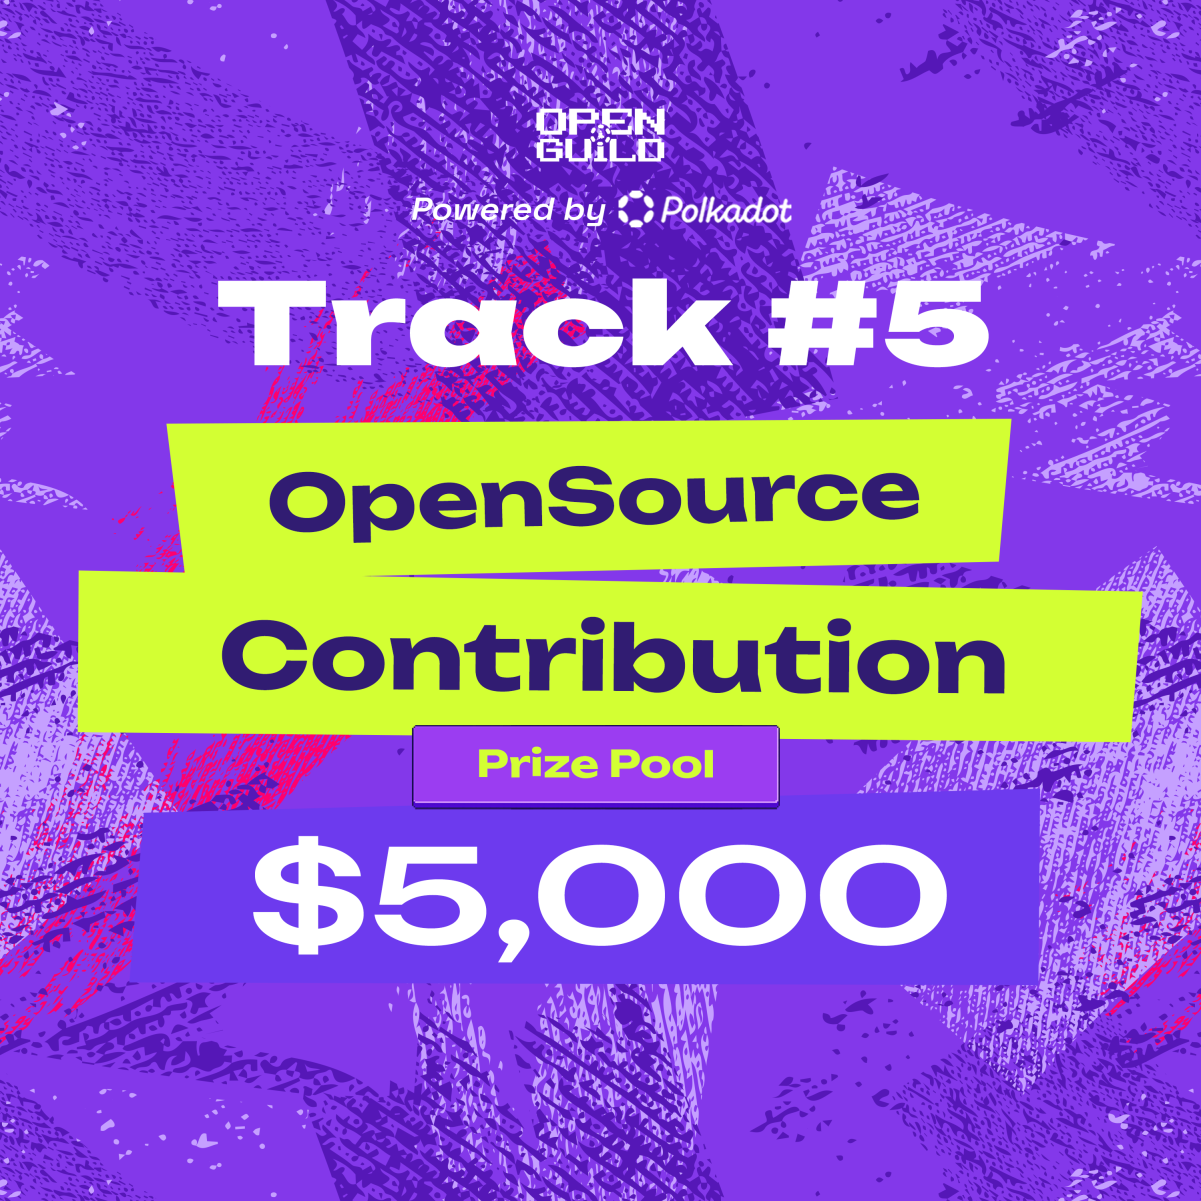 OPEN
GUiLD
Powered by Polkadot
Track #5
OpenSource
Contribution
Prize Pool
$5,000